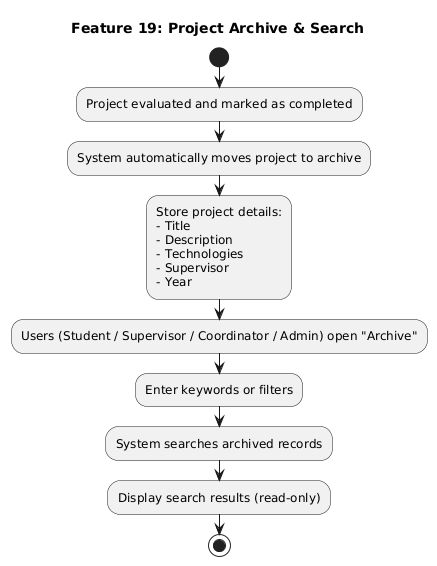 Feature 19: Project Archive & Search
Project evaluated and marked as completed
System automatically moves project to archive
Store project details:
- Title
- Description
- Technologies
- Supervisor
- Year
Users (Student / Supervisor / Coordinator / Admin) open "Archive"
Enter keywords or filters
System searches archived records
Display search results (read-only)